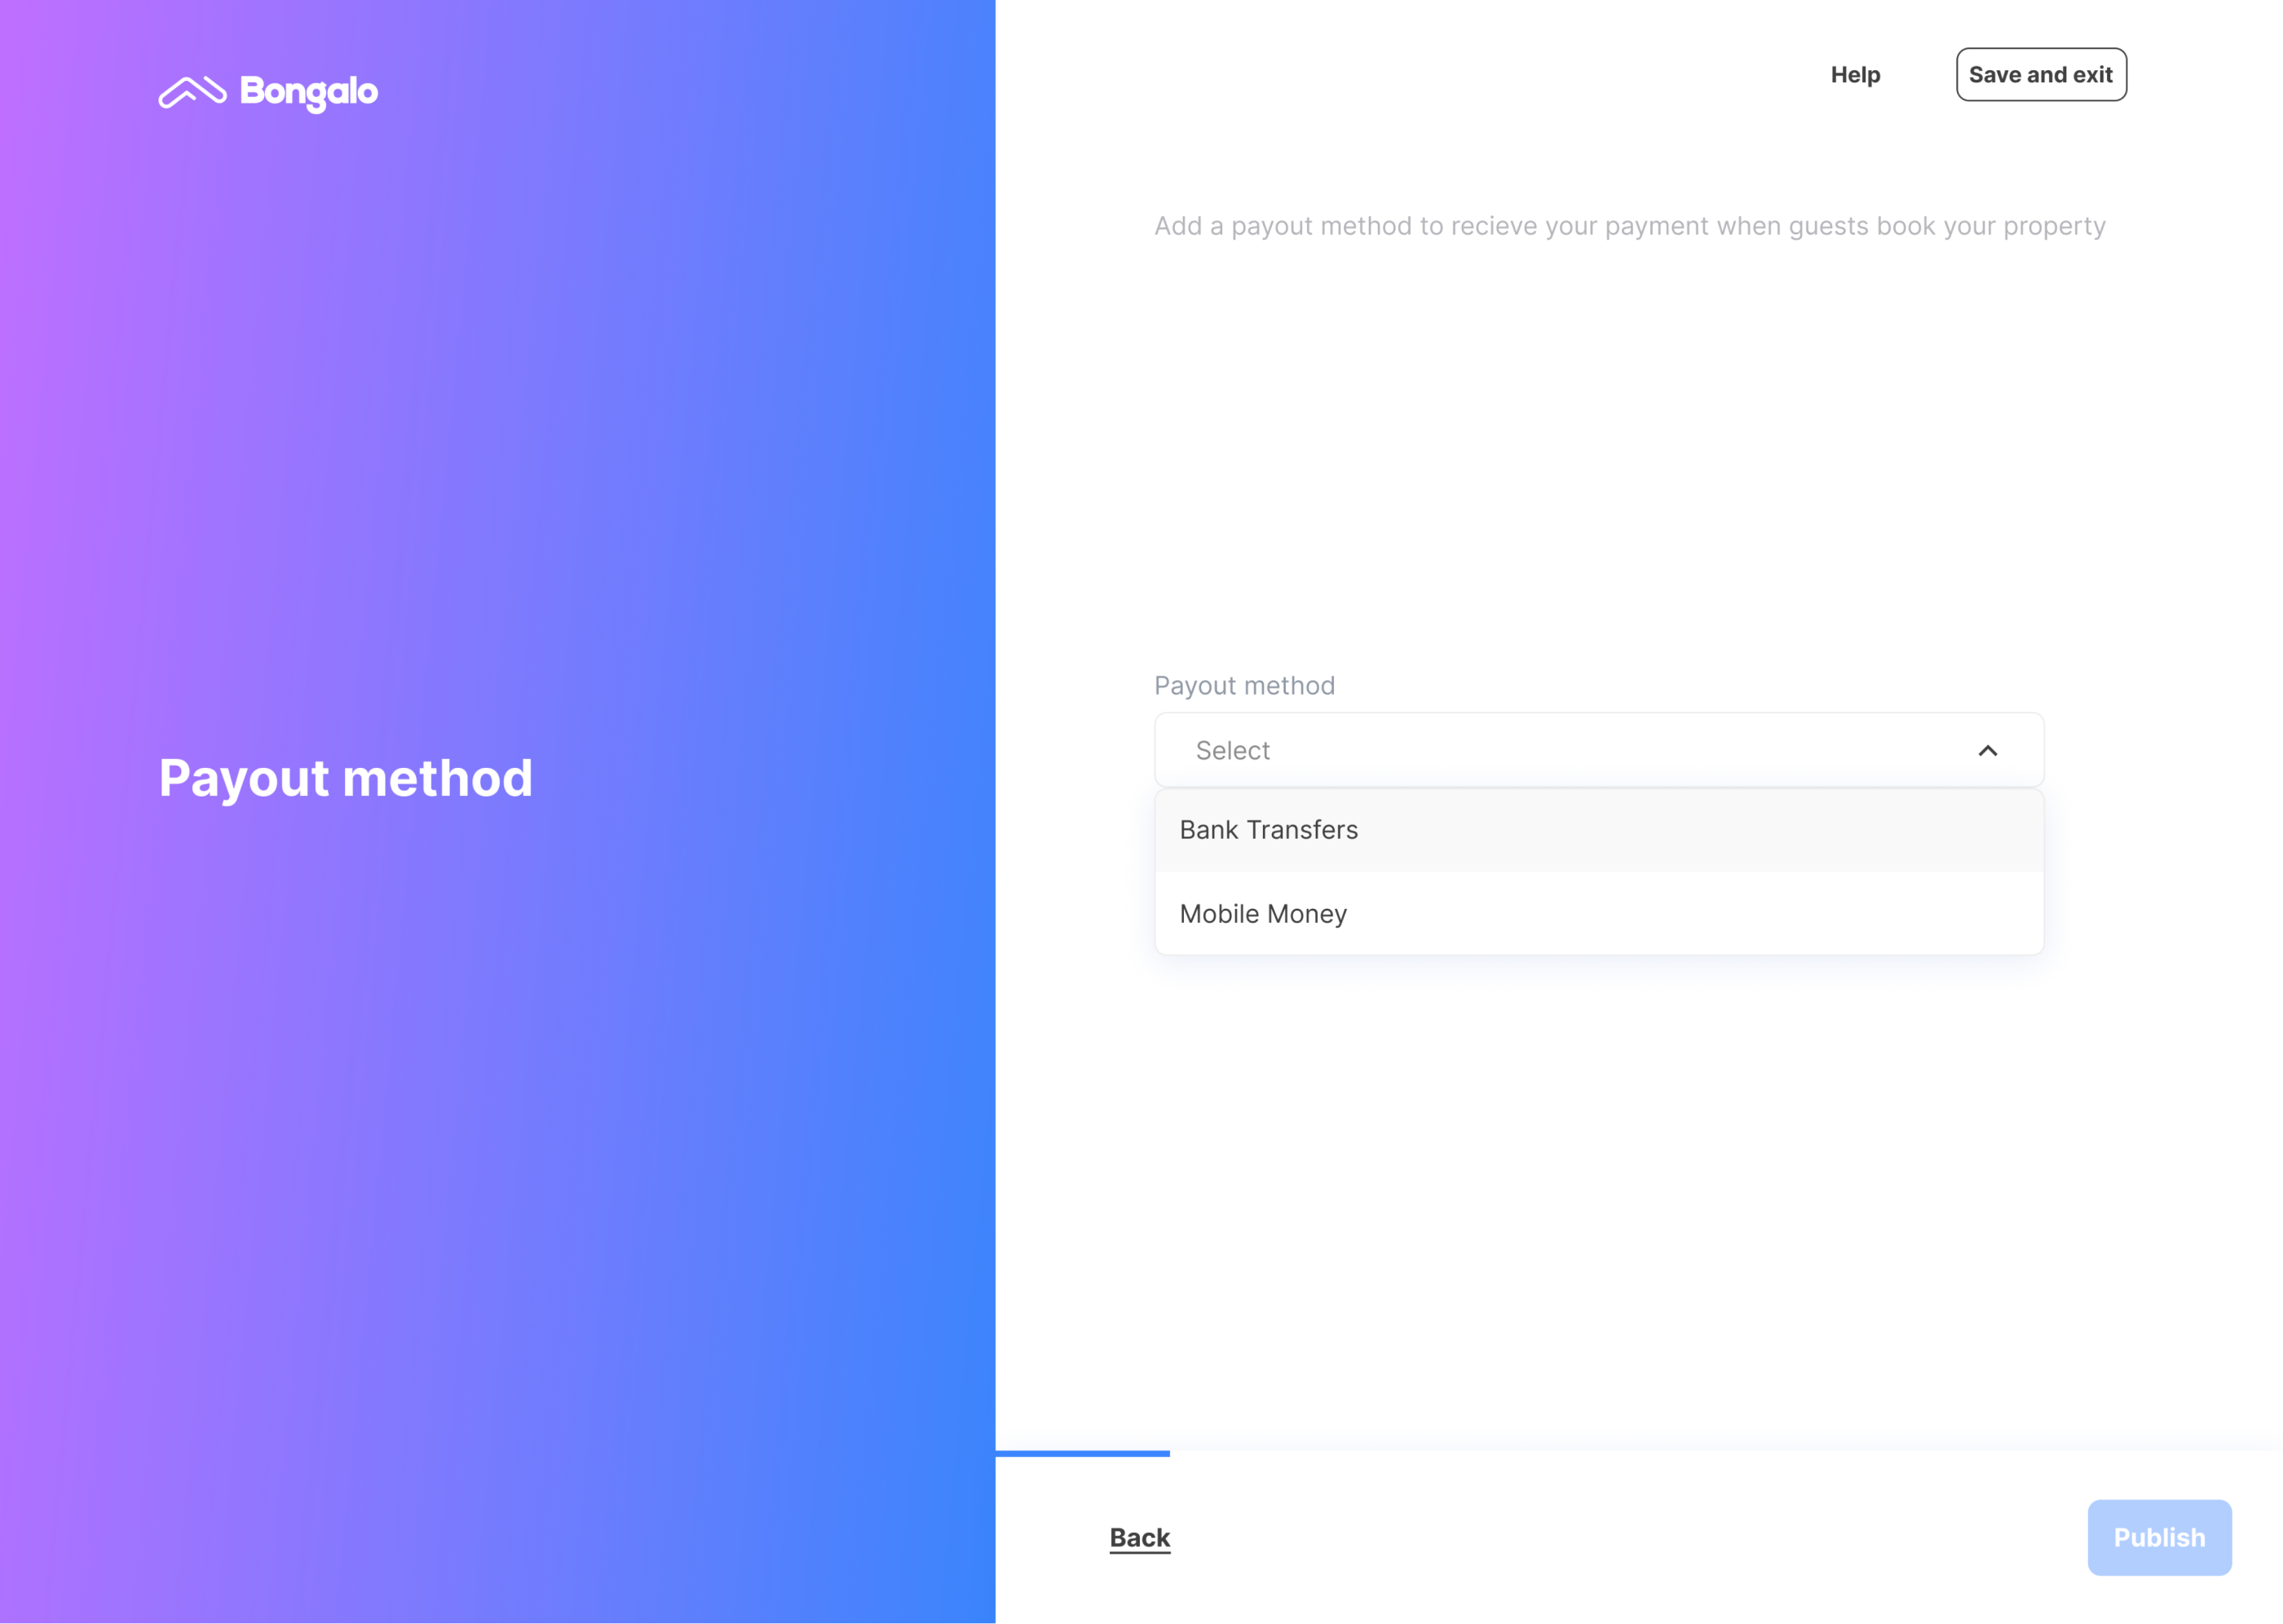 Bongalo
Help
Save and exit
Add a payout method to recieve your payment when guests book your property
Payout method
Payout method
Select
Bank Transfers
Mobile Money
Back
Publish